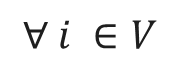 ∀ i ∈ V